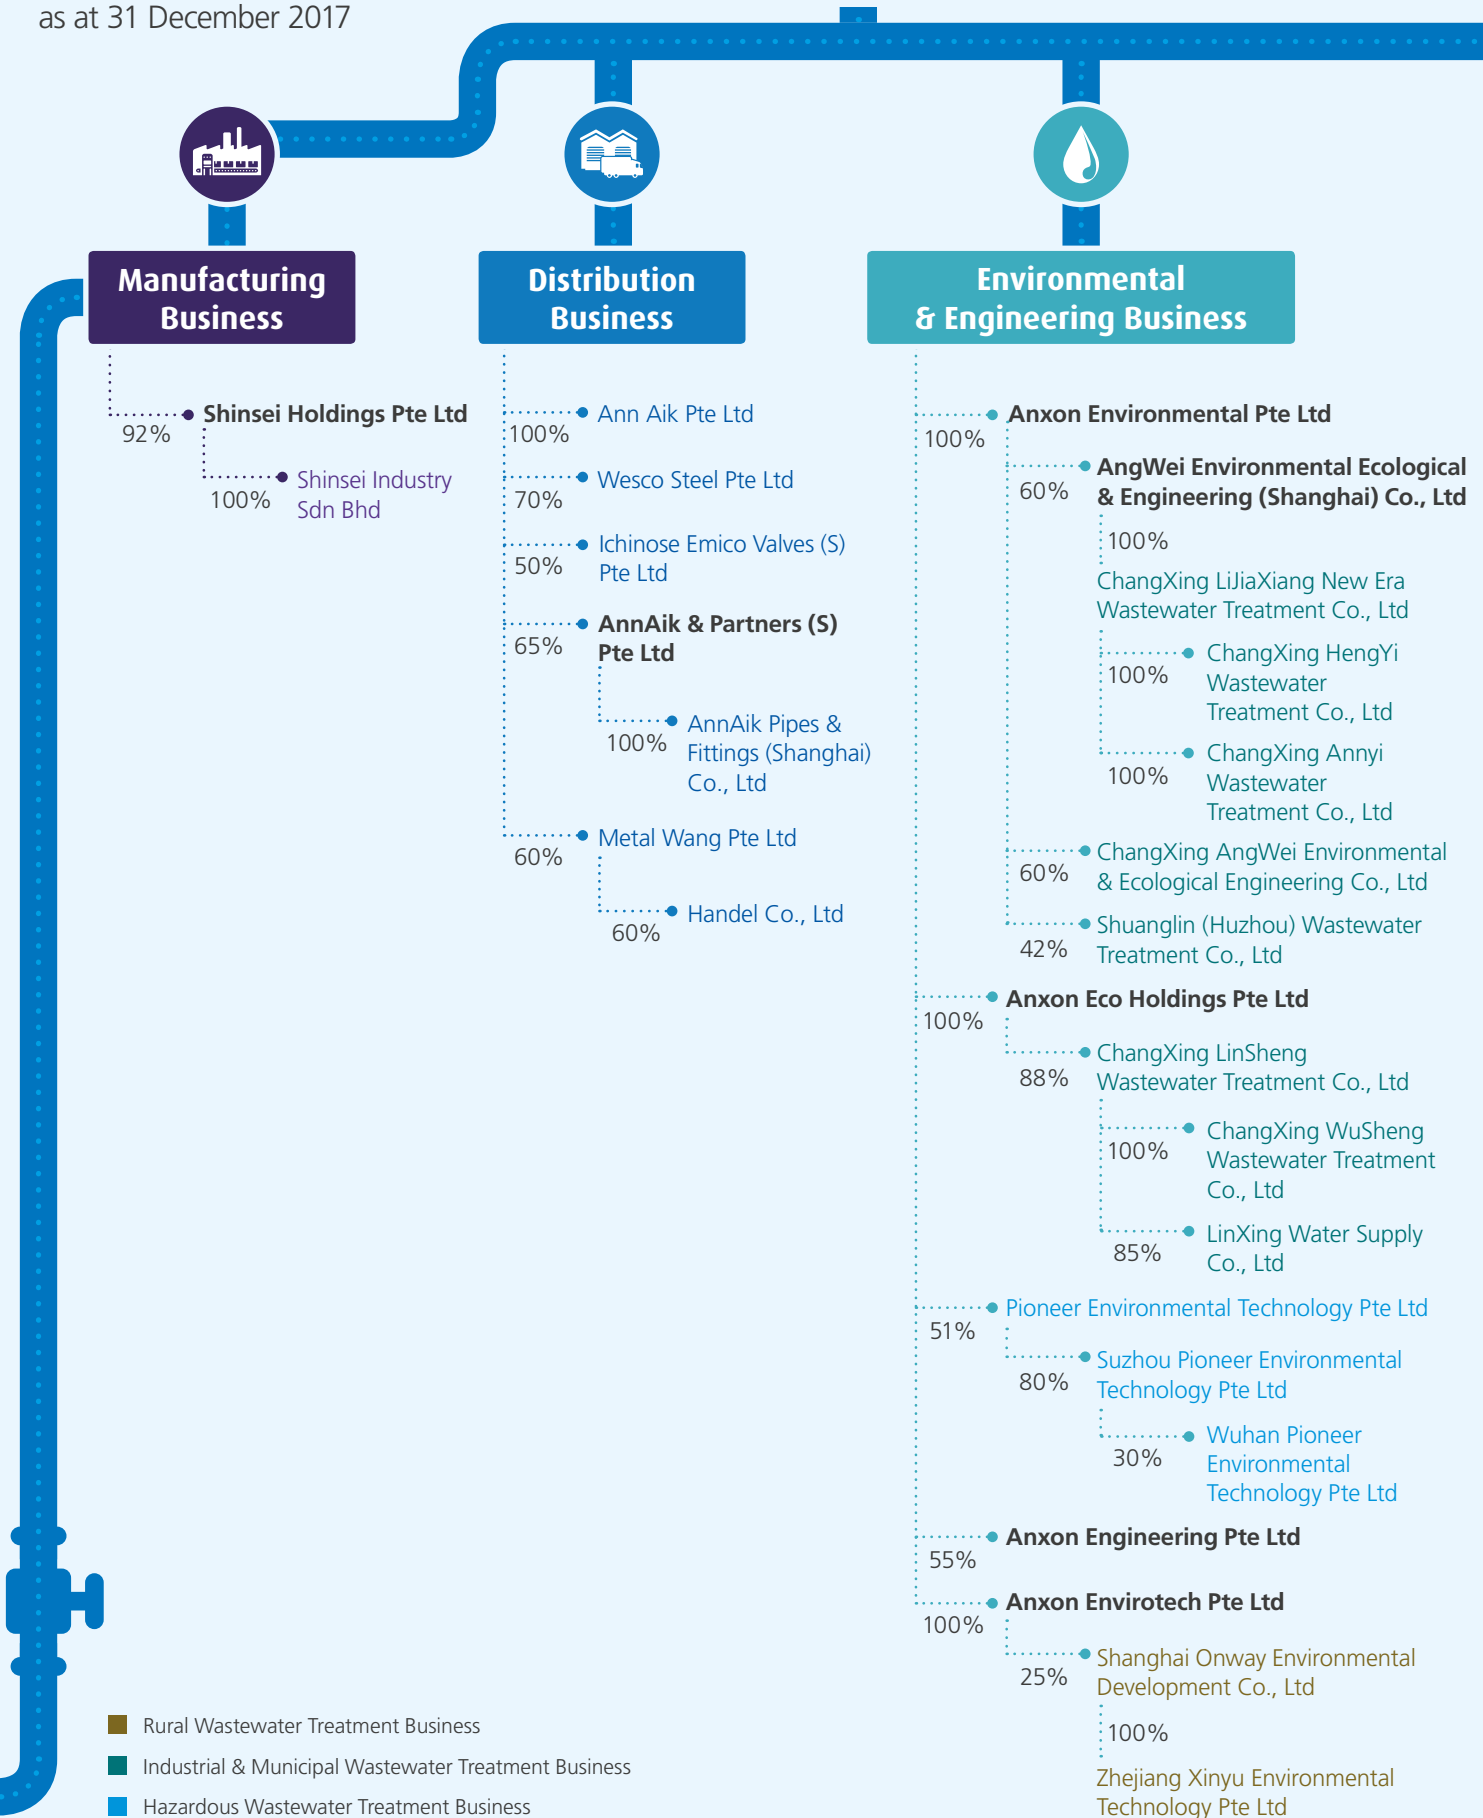 as at 31 December 2017
Manufacturing
Business
92%
Shinsei Holdings Pte Ltd
100%
Shinsei Industry
Sdn Bhd
Distribution
Business
100%
Ann Aik Pte Ltd
70%
Wesco Steel Pte Ltd
50%
Ichinose Emico Valves (S)
Pte Ltd
65%
AnnAik & Partners (S)
Pte Ltd
100%
AnnAik Pipes &
Fittings (Shanghai)
Co., Ltd
60%
Metal Wang Pte Ltd
60%
Handel Co., Ltd
Environmental
& Engineering Business
100%
Anxon Environmental Pte Ltd
60%
AngWei Environmental Ecological
& Engineering (Shanghai) Co., Ltd
100%
ChangXing LiJiaXiang New Era
Wastewater Treatment Co., Ltd
100%
ChangXing HengYi
Wastewater
Treatment Co., Ltd
100%
ChangXing Annyi
Wastewater
Treatment Co., Ltd
60%
ChangXing AngWei Environmental
& Ecological Engineering Co., Ltd
42%
Shuanglin (Huzhou) Wastewater
Treatment Co., Ltd
100%
Anxon Eco Holdings Pte Ltd
88%
ChangXing LinSheng
Wastewater Treatment Co., Ltd
100%
ChangXing WuSheng
Wastewater Treatment
Co., Ltd
85%
LinXing Water Supply
Co., Ltd
51%
Pioneer Environmental Technology Pte Ltd
80%
Suzhou Pioneer Environmental
Technology Pte Ltd
30%
Wuhan Pioneer
Environmental
Technology Pte Ltd
55%
Anxon Engineering Pte Ltd
100%
Anxon Envirotech Pte Ltd
25%
Shanghai Onway Environmental
Development Co., Ltd
100%
Zhejiang Xinyu Environmental
Technology Pte Ltd
Rural Wastewater Treatment Business
Industrial & Municipal Wastewater Treatment Business
Hazardous Wastewater Treatment Business